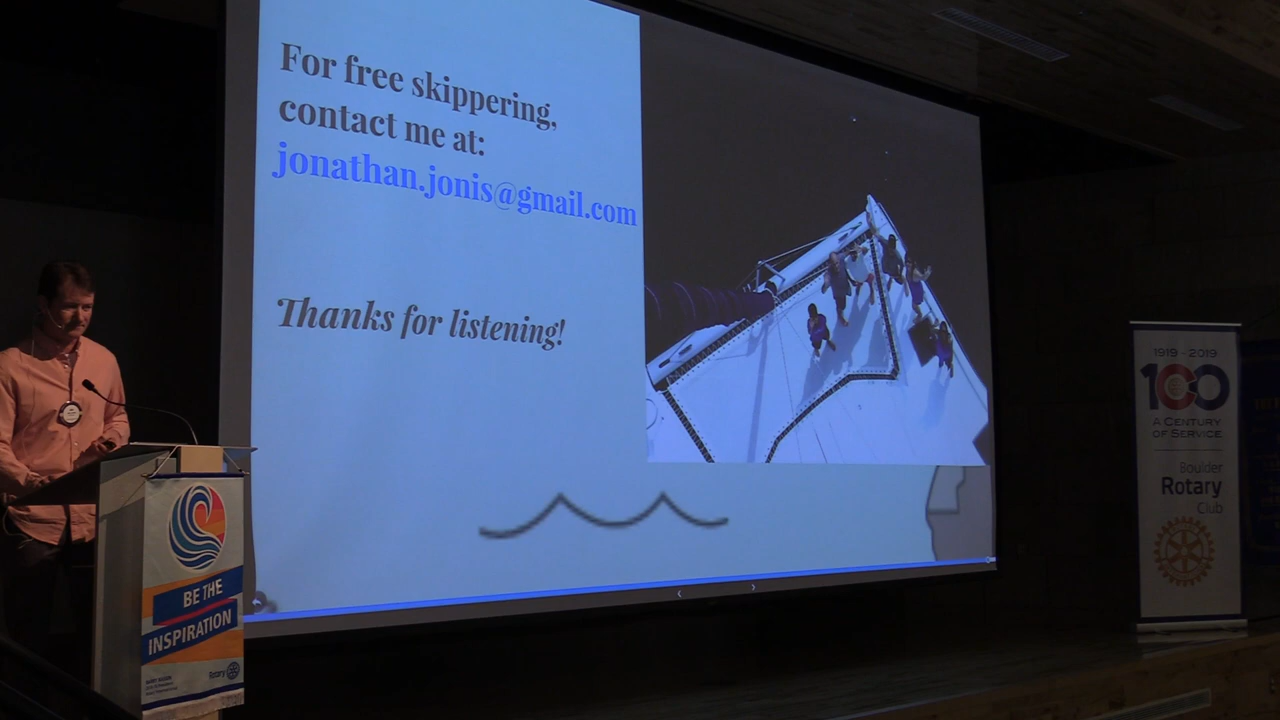 For free skippering,
contact me at:
jonathan.jonis@gmail.com
Thanks for listening!
BE THE
INSPIRATION
Rotary
1919 - 2019
100
A CENTURY
OF SERVICE
Boulder
Rotary
Club